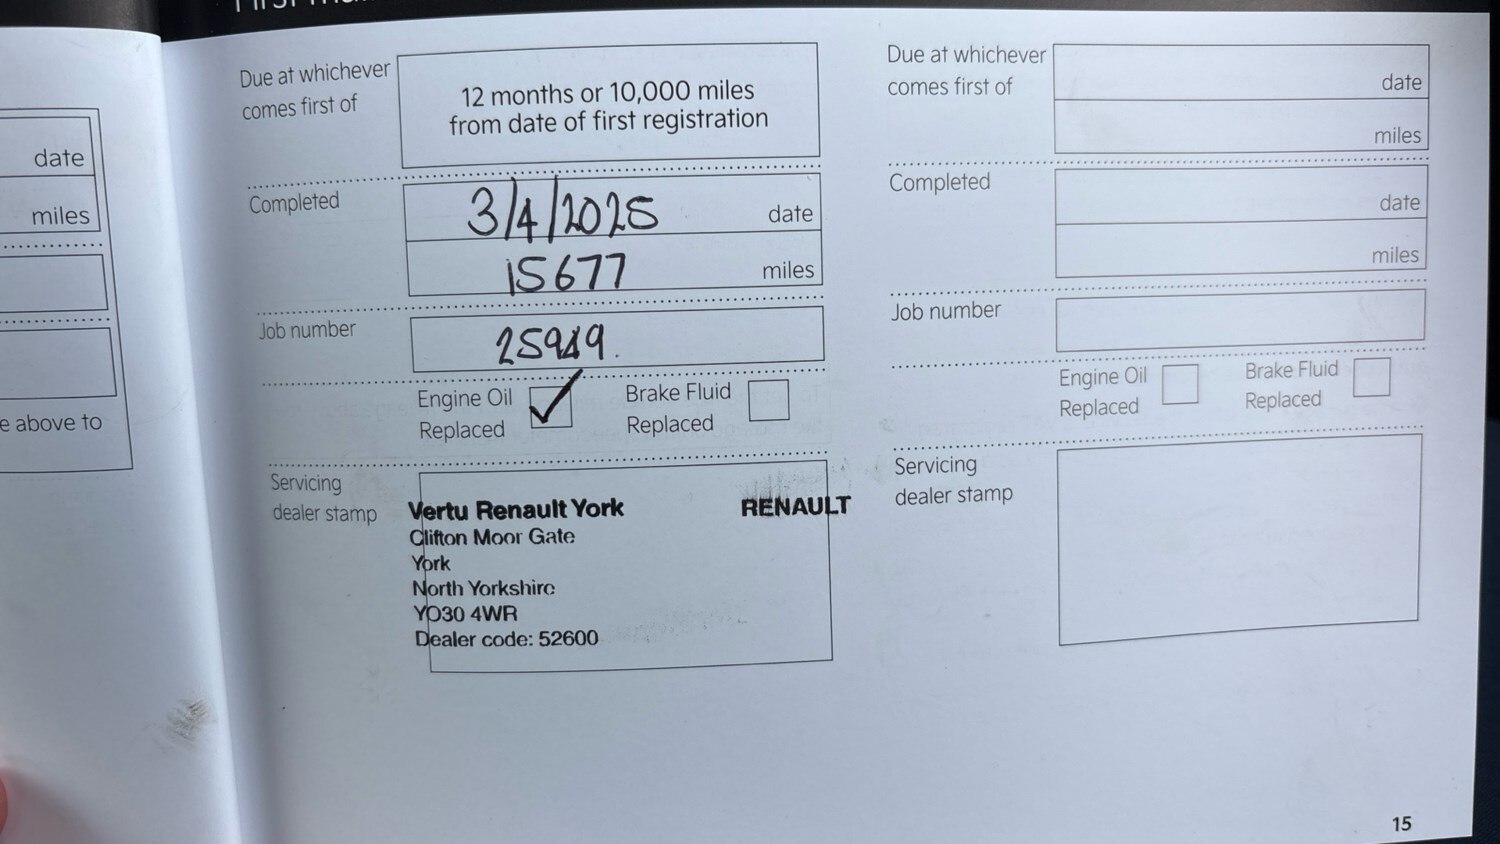 date
miles
e above to
Due at whichever
comes first of
12 months or 10,000 miles
from date of first registration
Completed
3/4/2025 date
15677 miles
Job number
25949.
Engine Oil
Replaced
Brake Fluid
Replaced
Servicing
dealer stamp
Vertu Renault York RENAULT
Clifton Moor Gate
York
North Yorkshire
YO30 4WR
Dealer code: 52600
Due at whichever
comes first of
date
miles
Completed
date
miles
Job number
Engine Oil
Replaced
Brake Fluid
Replaced
Servicing
dealer stamp
15